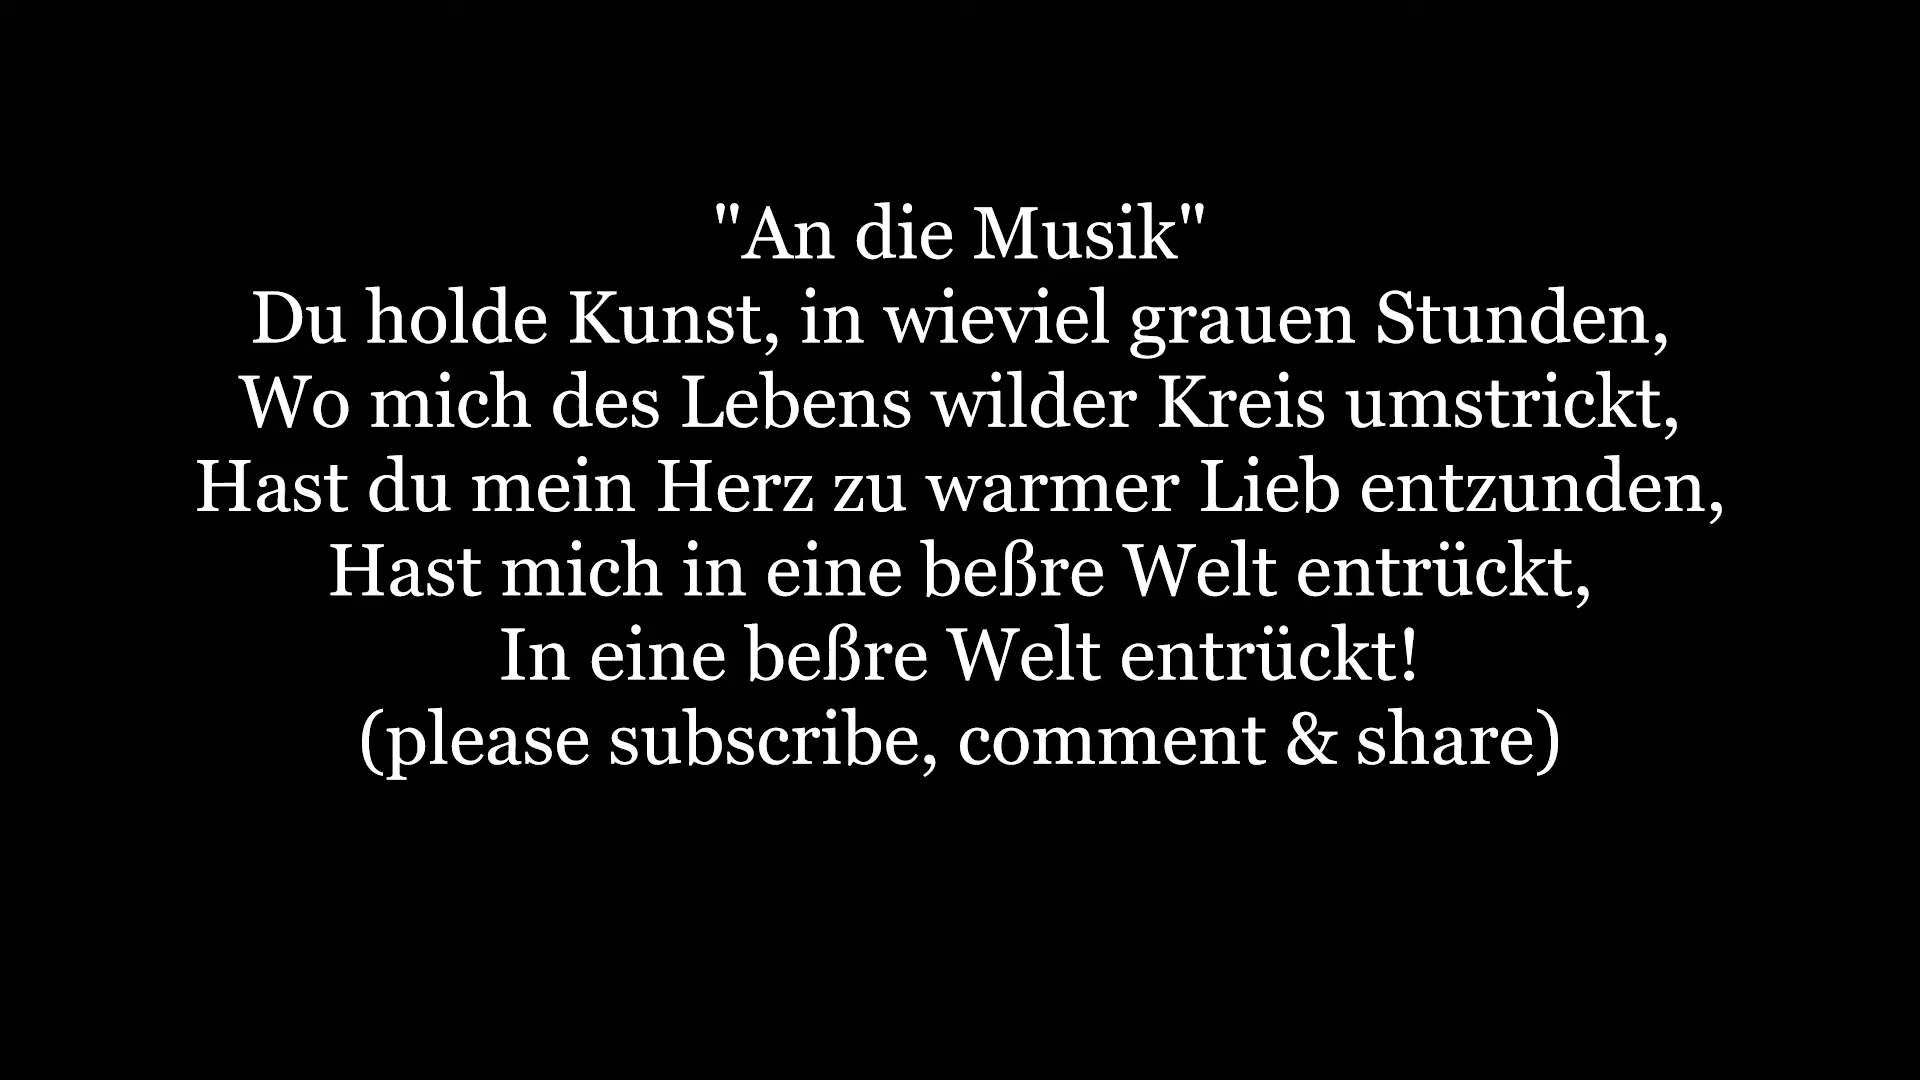 "An die Musik"
Du holde Kunst, in wieviel grauen Stunden,
Wo mich des Lebens wilder Kreis umstrickt,
Hast du mein Herz zu warmer Lieb entzunden,
Hast mich in eine beßre Welt entrückt,
In eine beßre Welt entrückt!
(please subscribe, comment & share)